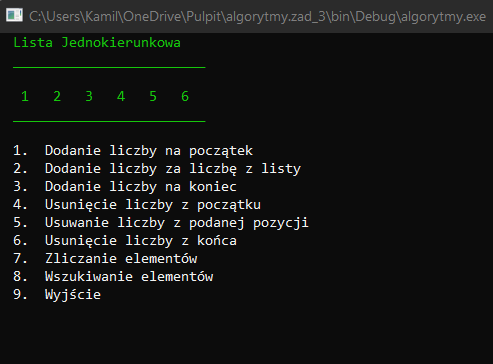 C:\Users\Kamil\OneDrive\Pulpit\algorytmy.zad_3\bin\Debug\algorytmy.exe
Lista Jednokierunkowa
1 2 3 4 5 6
1. Dodanie liczby na początek
2. Dodanie liczby za liczbę z listy
3. Dodanie liczby na koniec
4. Usunięcie liczby z początku
5. Usuwanie liczby z podanej pozycji
6. Usunięcie liczby z końca
7. Zliczanie elementów
8. Wszukiwanie elementów
9. Wyjście